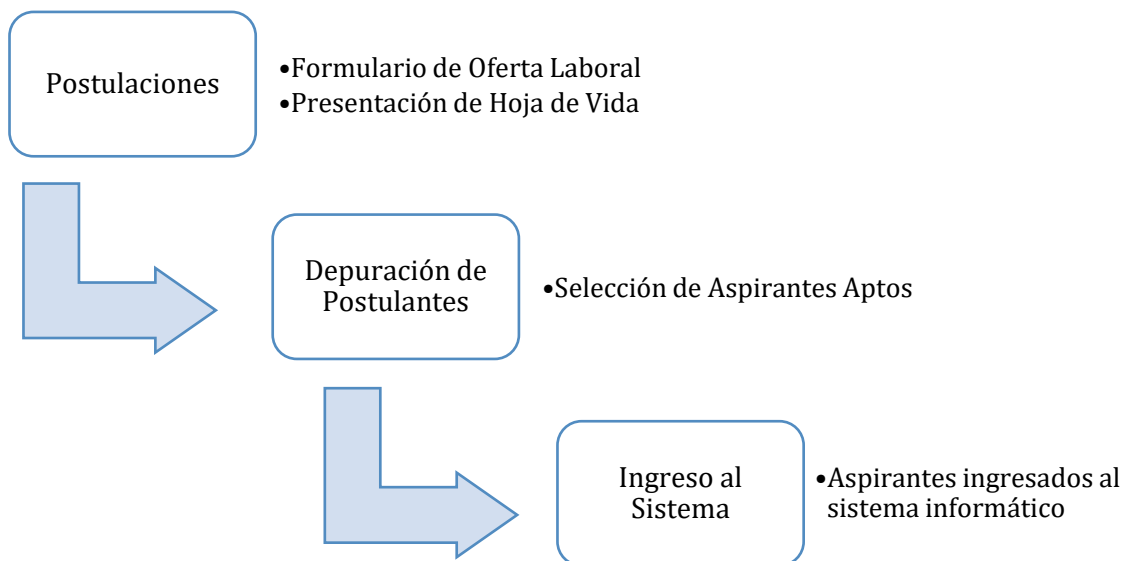 Postulaciones
•Formulario de Oferta Laboral
•Presentación de Hoja de Vida
Depuración de
Postulantes
•Selección de Aspirantes Aptos
Ingreso al
Sistema
•Aspirantes ingresados al
sistema informático